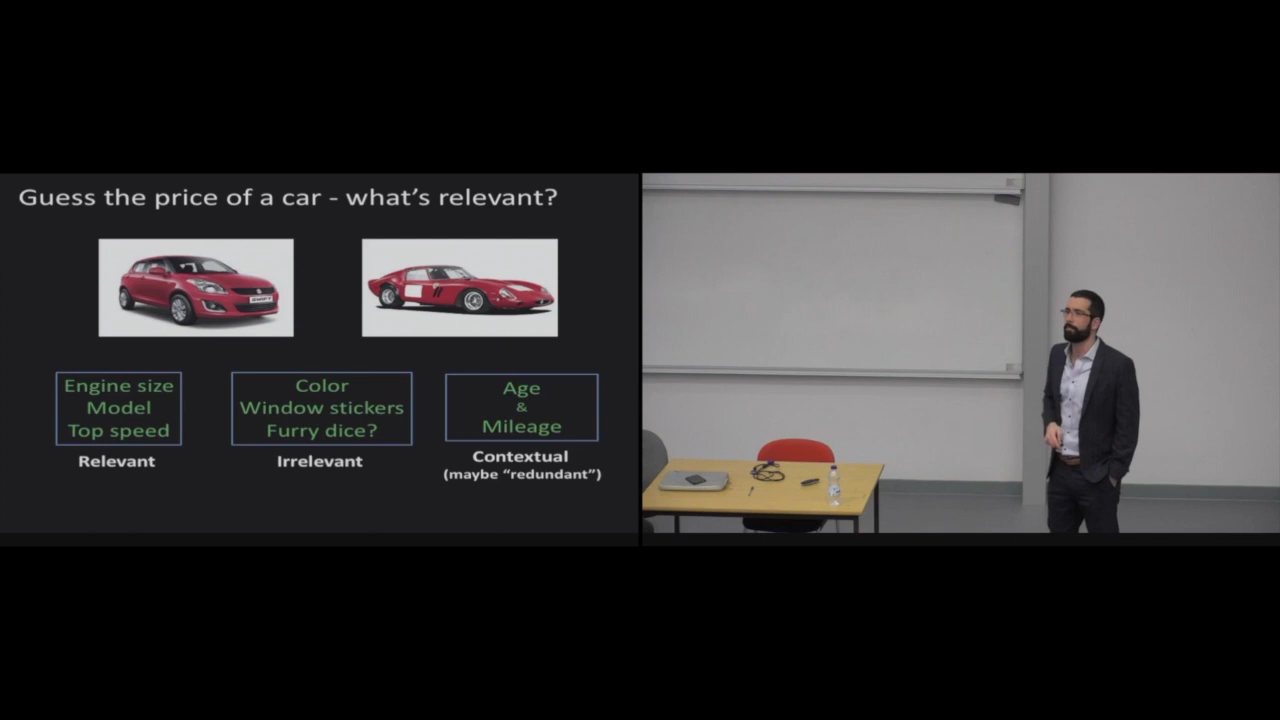 Guess the price of a car - what's relevant?
SWIFT
Engine size
Model
Top speed
Relevant
Color
Window stickers
Furry dice?
Irrelevant
Age
&
Mileage
Contextual
(maybe “redundant”)